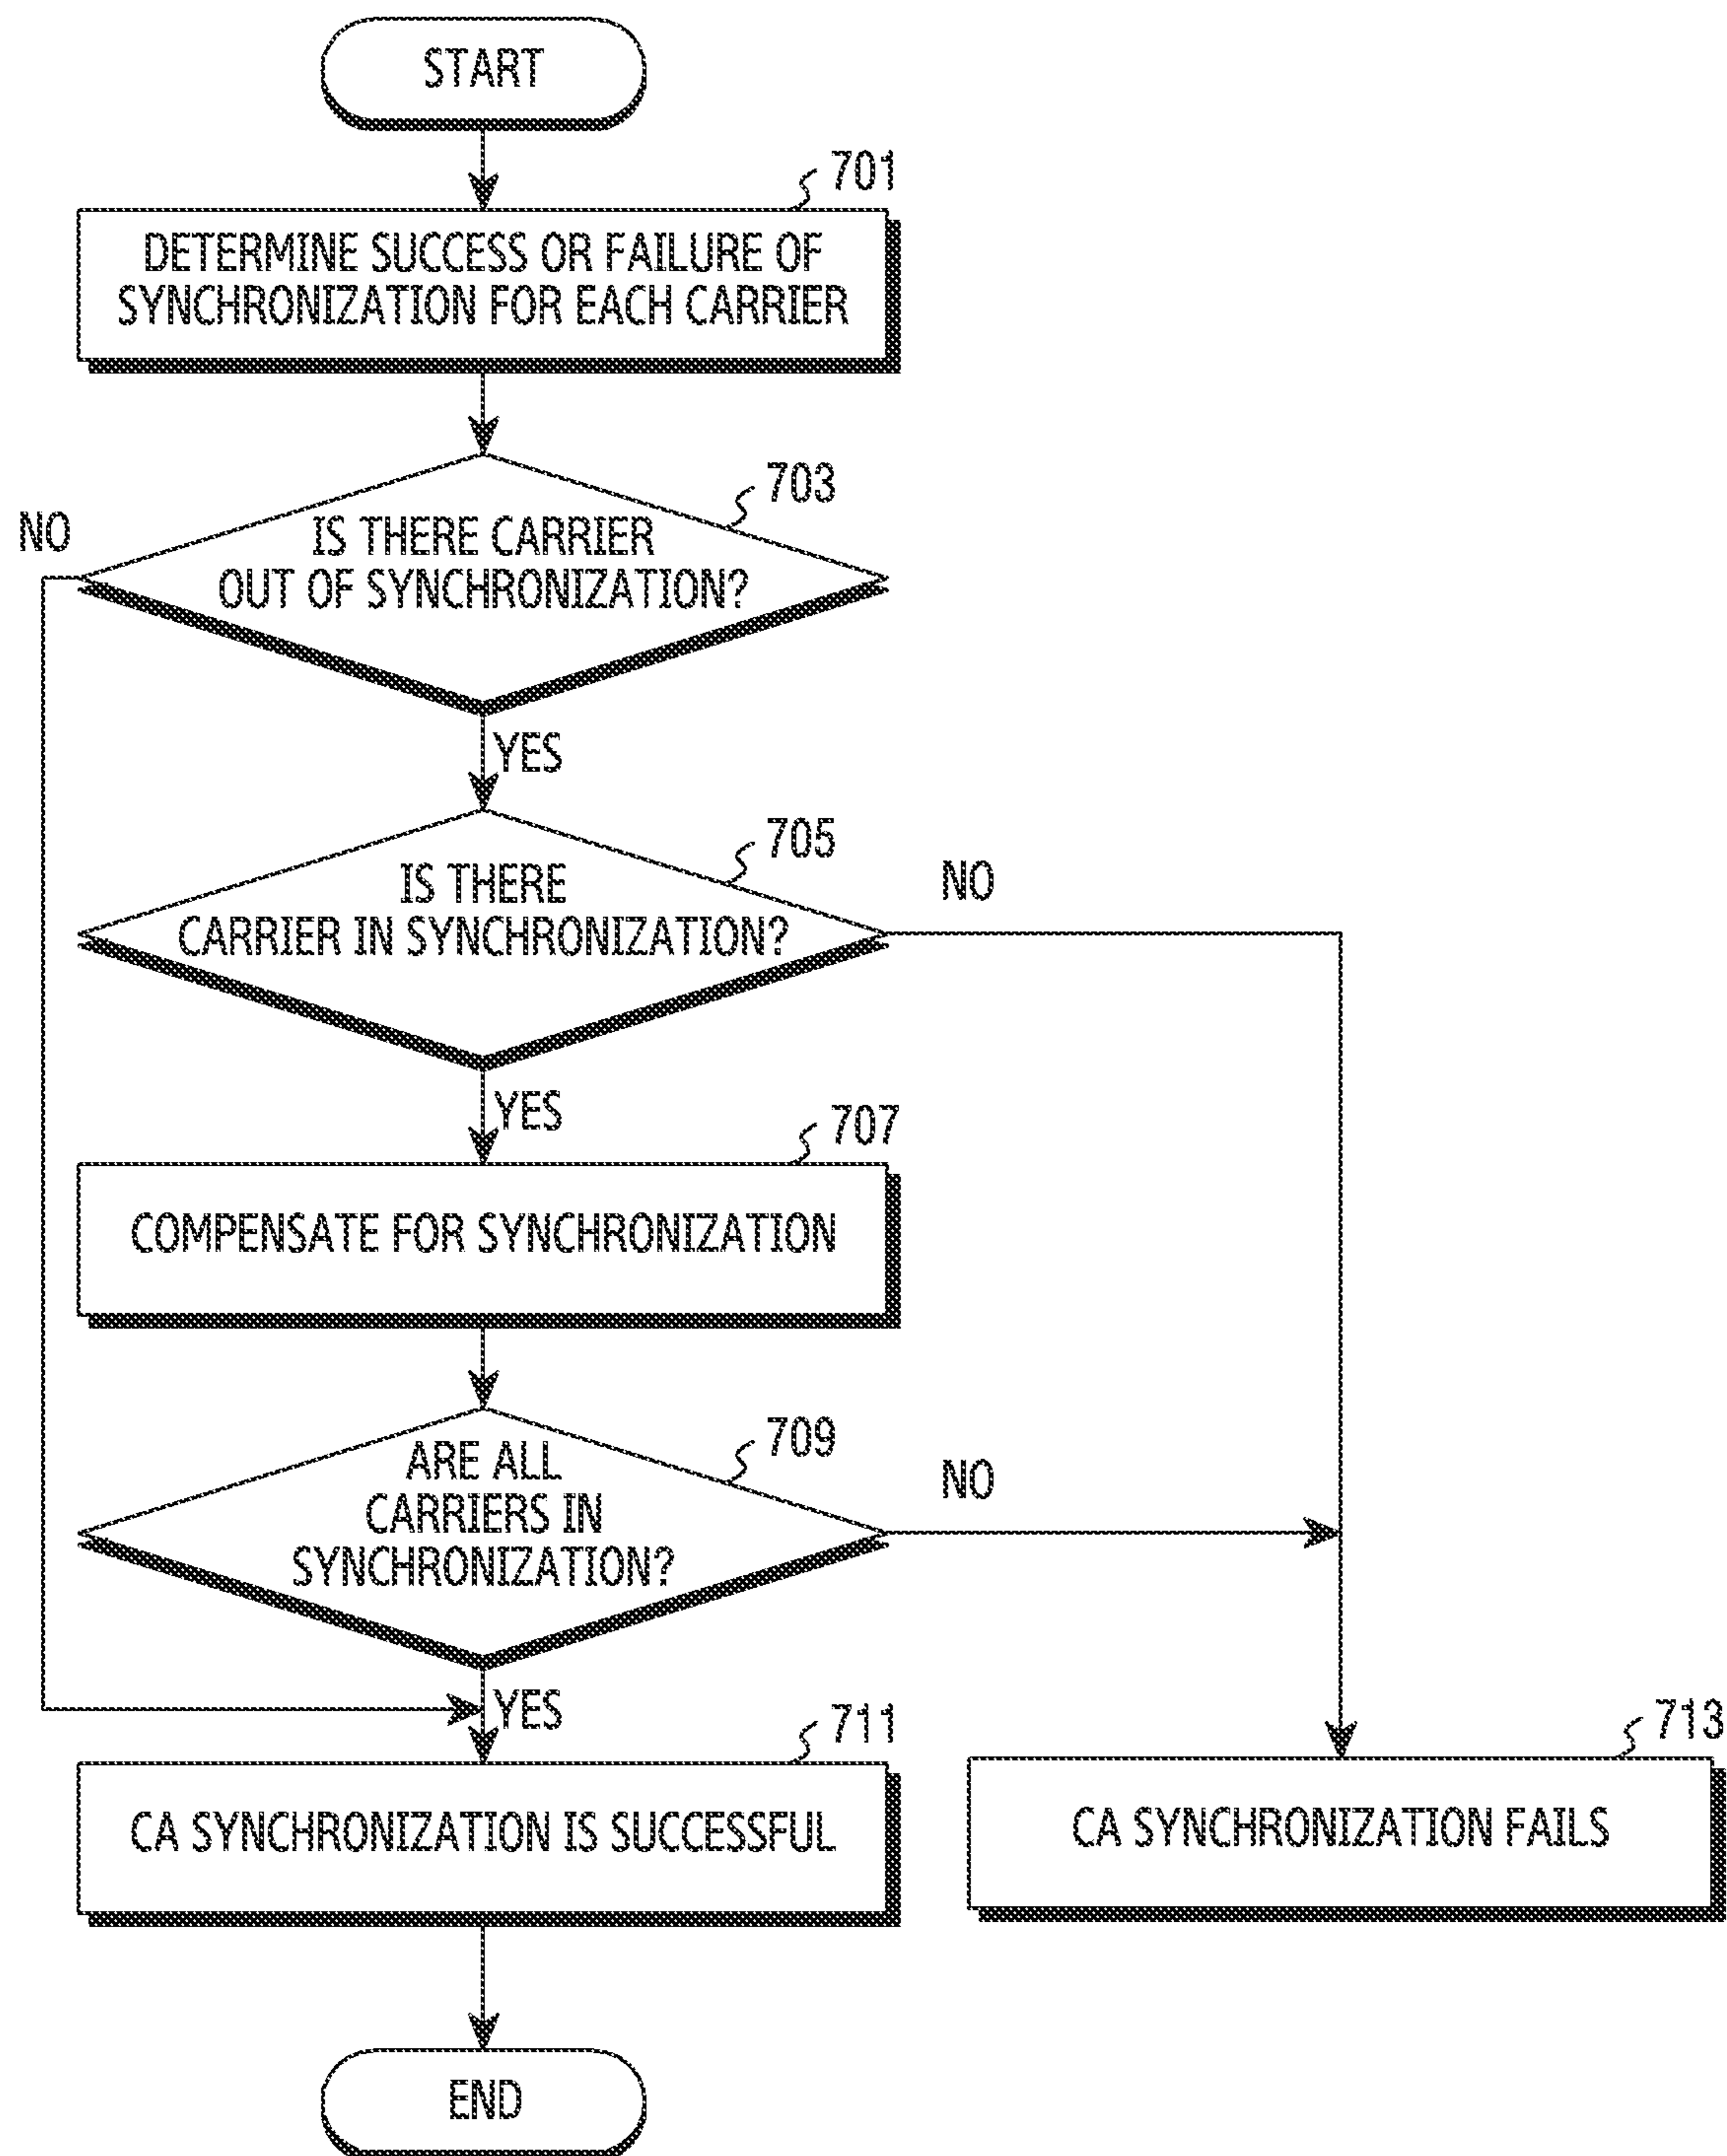 START
701
DETERMINE SUCCESS OR FAILURE OF
SYNCHRONIZATION FOR EACH CARRIER
703
NO
IS THERE CARRIER
OUT OF SYNCHRONIZATION?
YES
705
NO
IS THERE
CARRIER IN SYNCHRONIZATION?
YES
707
COMPENSATE FOR SYNCHRONIZATION
709
NO
ARE ALL
CARRIERS IN
SYNCHRONIZATION?
YES
711
CA SYNCHRONIZATION IS SUCCESSFUL
713
CA SYNCHRONIZATION FAILS
END